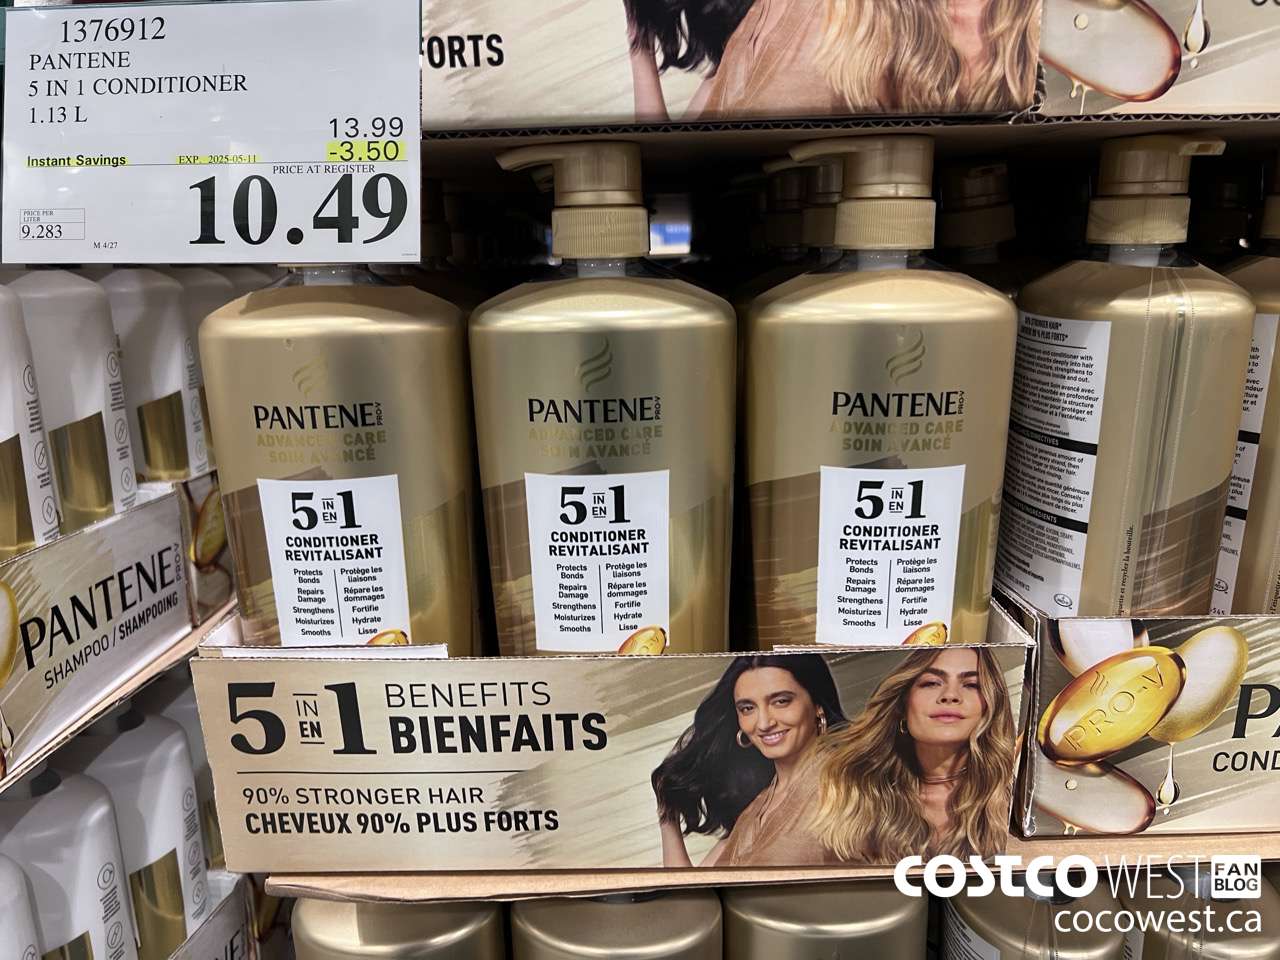 1376912
PANTENE
5 IN 1 CONDITIONER
1.13 L
13.99
Instant Savings EXP. 2025-05-11 -3.50
PRICE AT REGISTER
10.49
PRICE PER
LITER
9.283
M 4/27
FORTS
PANTENE PRO-V
ADVANCED CARE
SOIN AVANCÉ
5 IN EN 1
CONDITIONER
REVITALISANT
Protects Bonds
Repairs Damage
Strengthens
Moisturizes
Smooths
Protège les liaisons
Répare les dommages
Fortifie
Hydrate
Lisse
PANTENE PRO-V
ADVANCED CARE
SOIN AVANCÉ
5 IN EN 1
CONDITIONER
REVITALISANT
Protects Bonds
Repairs Damage
Strengthens
Moisturizes
Smooths
Protège les liaisons
Répare les dommages
Fortifie
Hydrate
Lisse
PANTENE PRO-V
ADVANCED CARE
SOIN AVANCÉ
5 IN EN 1
CONDITIONER
REVITALISANT
Protects Bonds
Repairs Damage
Strengthens
Moisturizes
Smooths
Protège les liaisons
Répare les dommages
Fortifie
Hydrate
Lisse
PANTENE PRO-V
SHAMPOO / SHAMPOOING
5 IN EN 1 BENEFITS
BIENFAITS
90% STRONGER HAIR
CHEVEUX 90% PLUS FORTS
PRO-V
COND
COSTCO WEST FAN BLOG
cocowest.ca